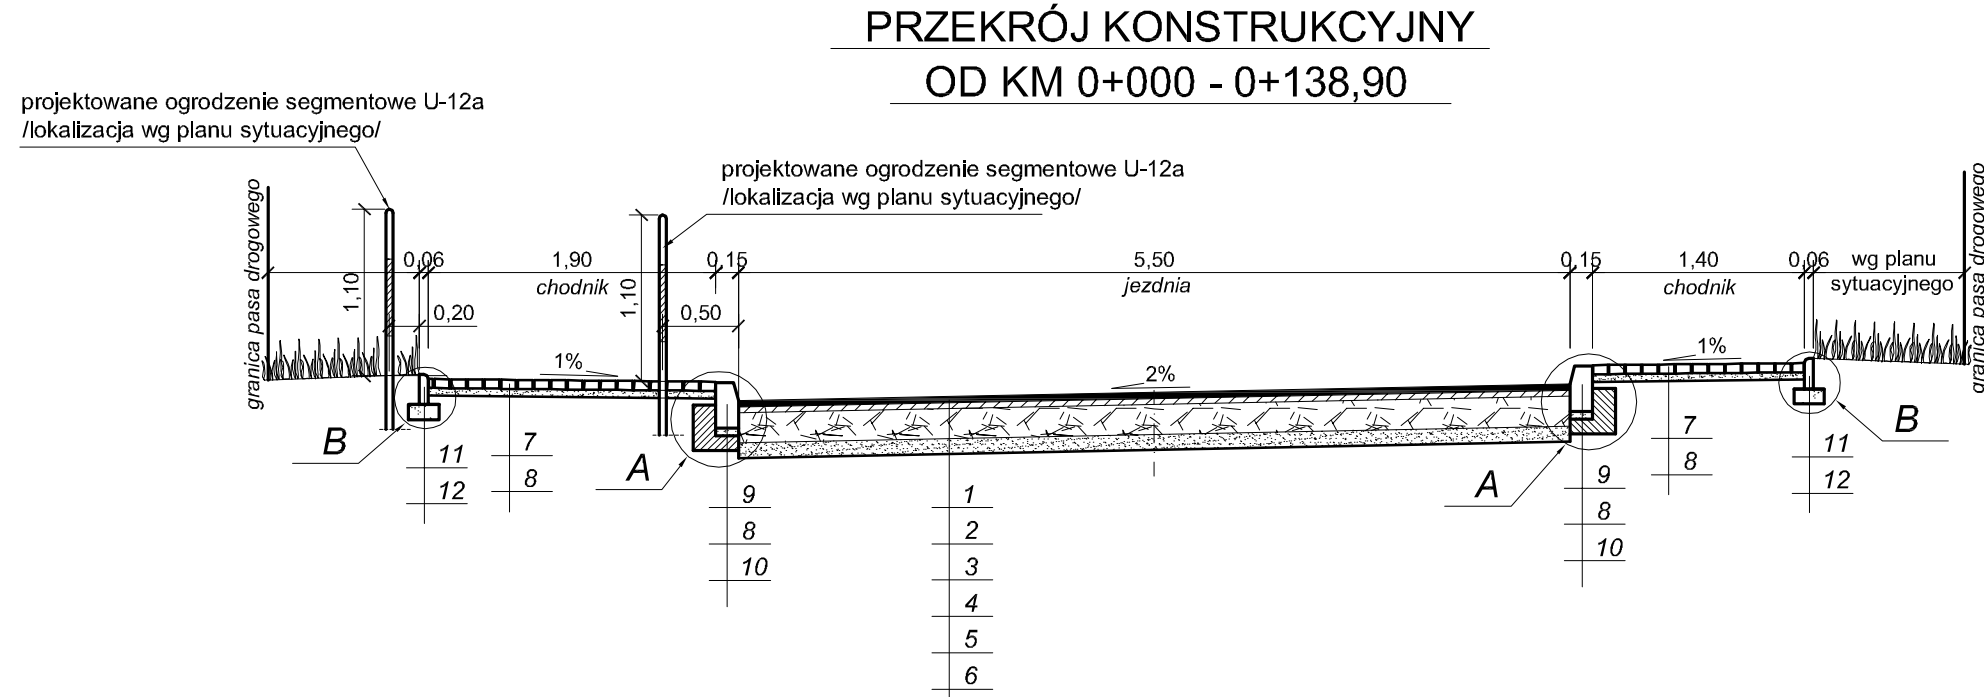 PRZEKRÓJ KONSTRUKCYJNY
OD KM 0+000 - 0+138,90
projektowane ogrodzenie segmentowe U-12a
/lokalizacja wg planu sytuacyjnego/
projektowane ogrodzenie segmentowe U-12a
/lokalizacja wg planu sytuacyjnego/
granica pasa drogowego
1,10
0,06
0,20
1,90
chodnik
1,10
0,15
0,50
5,50
jezdnia
0,15
1,40
chodnik
0,06
wg planu
sytuacyjnego
granica pasa drogowego
1%
2%
1%
B
A
A
B
11
12
7
8
9
8
10
1
2
3
4
5
6
9
8
10
7
8
11
12